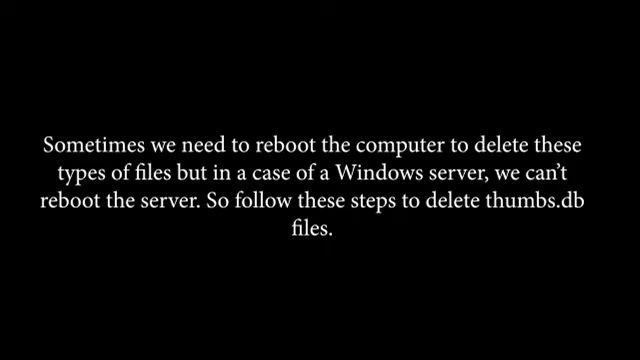 Sometimes we need to reboot the computer to delete these
types of files but in a case of a Windows server, we can’t
reboot the server. So follow these steps to delete thumbs.db
files.